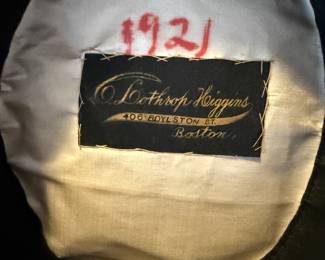 1921
O. Lothrop Higgins
406 BOYLSTON ST.
Boston.